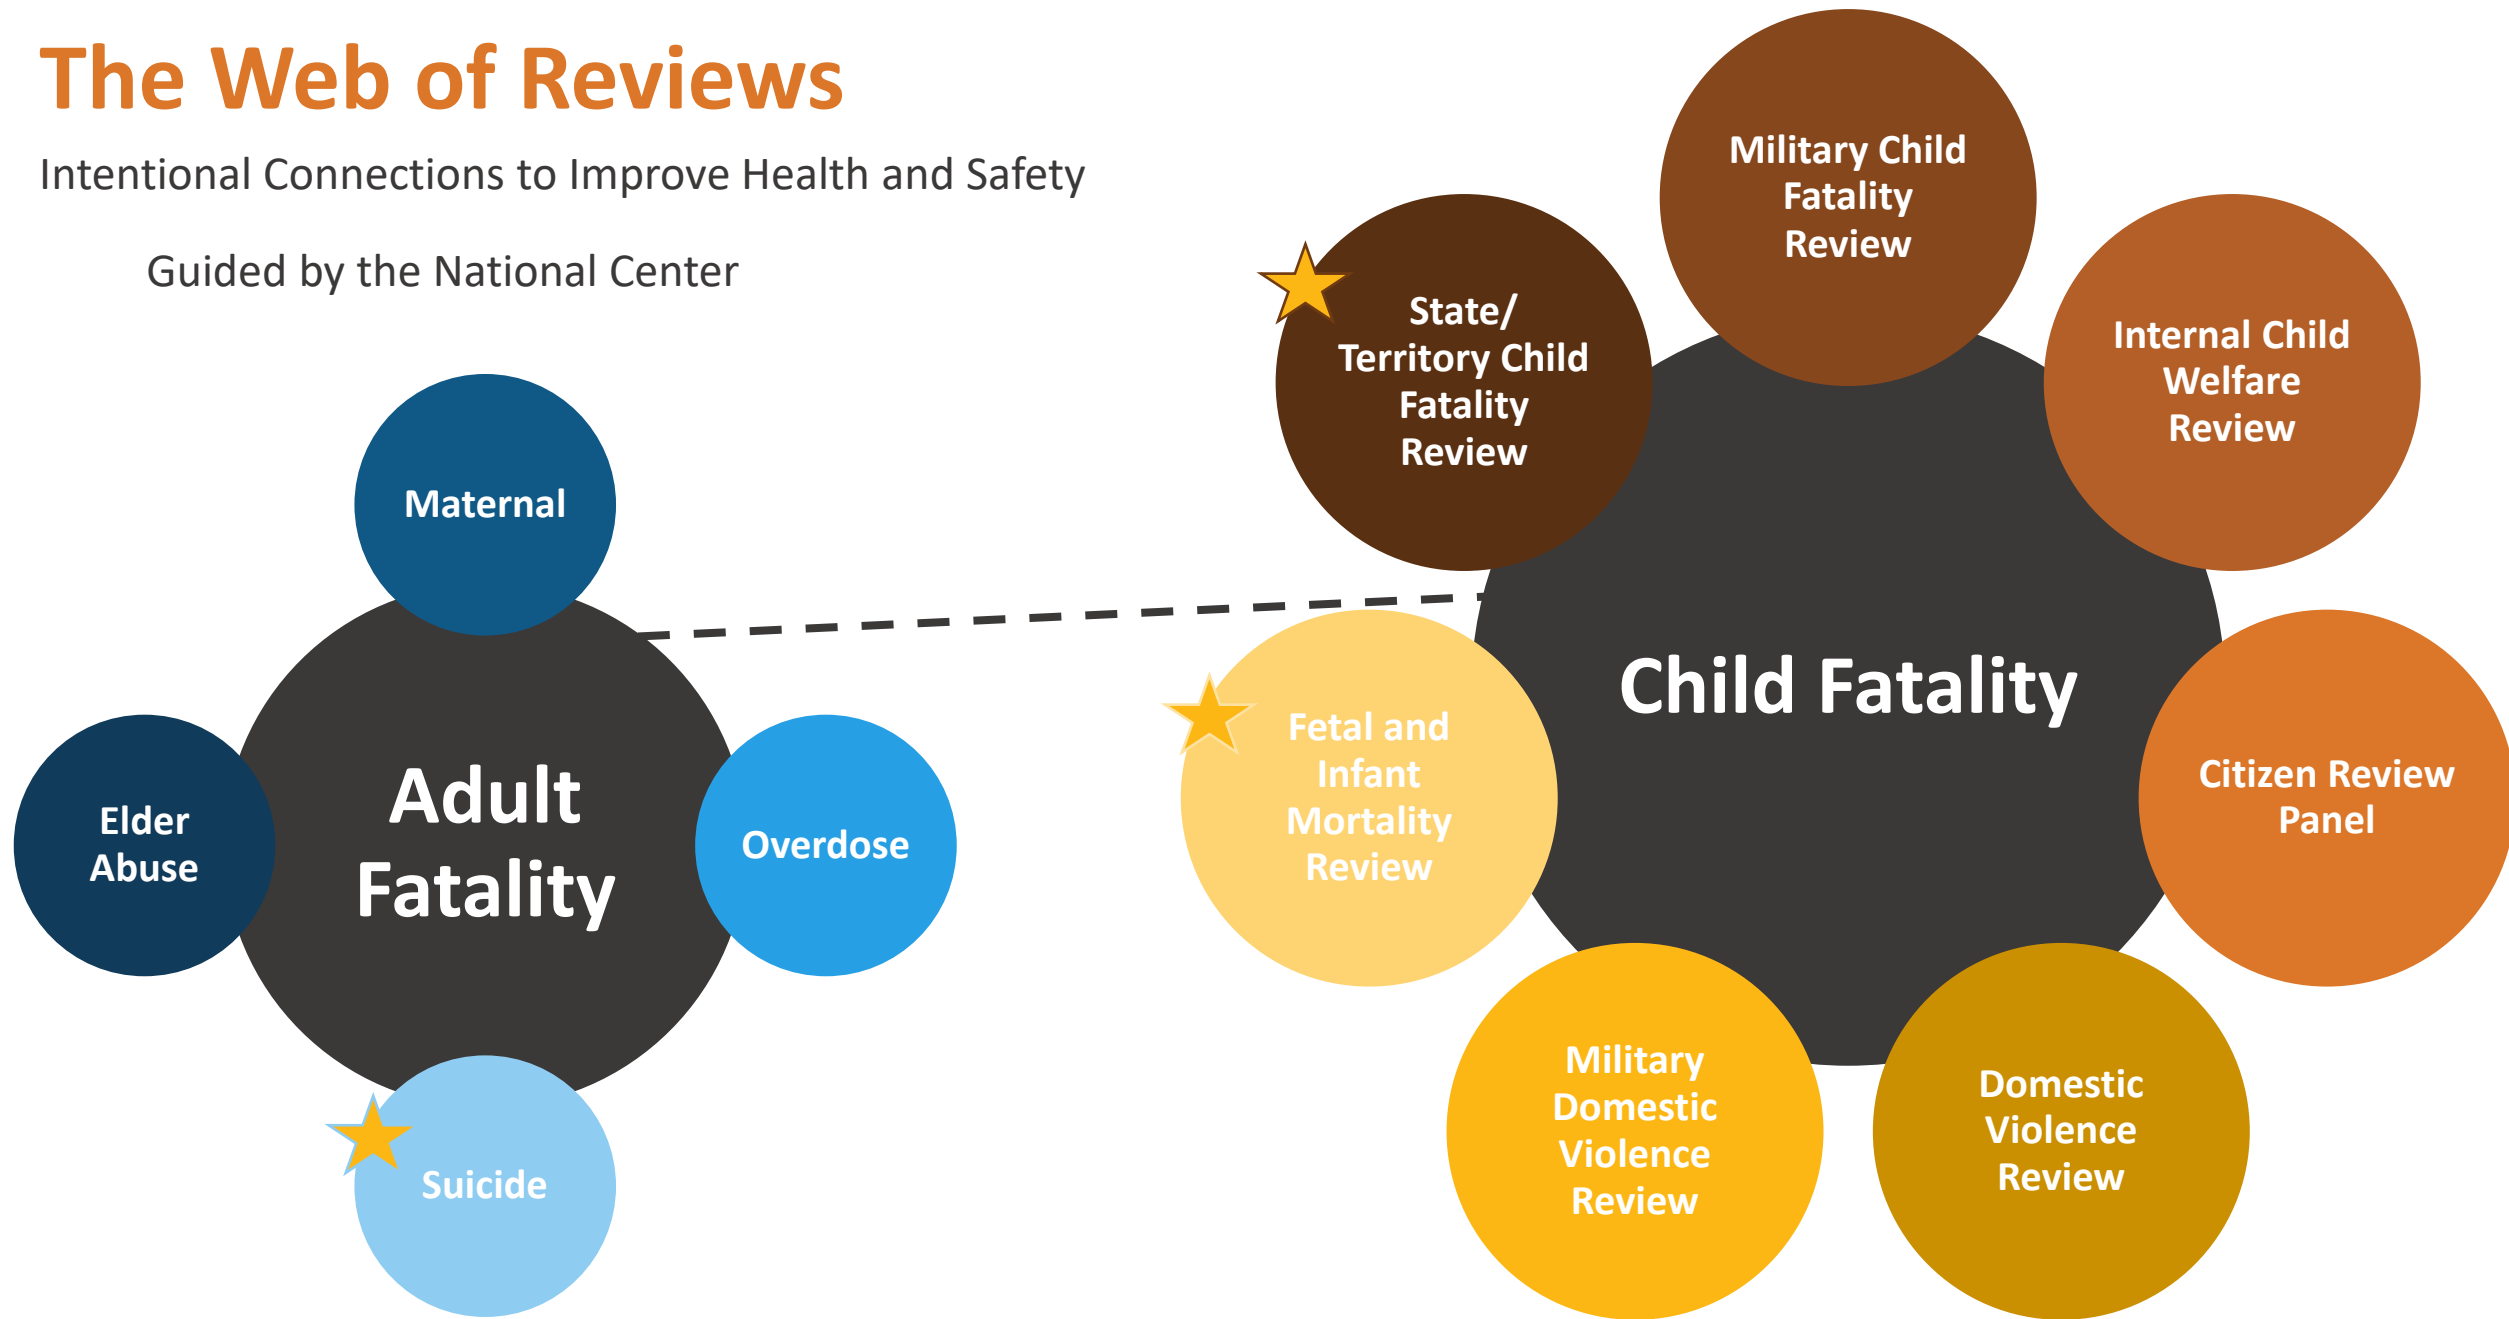 The Web of Reviews
Intentional Connections to Improve Health and Safety
Guided by the National Center
Maternal
Elder
Abuse
Adult
Fatality
Overdose
Suicide
Military Child
Fatality
Review
State/
Territory Child
Fatality
Review
Internal Child
Welfare
Review
Child Fatality
Fetal and
Infant
Mortality
Review
Citizen Review
Panel
Military
Domestic
Violence
Review
Domestic
Violence
Review